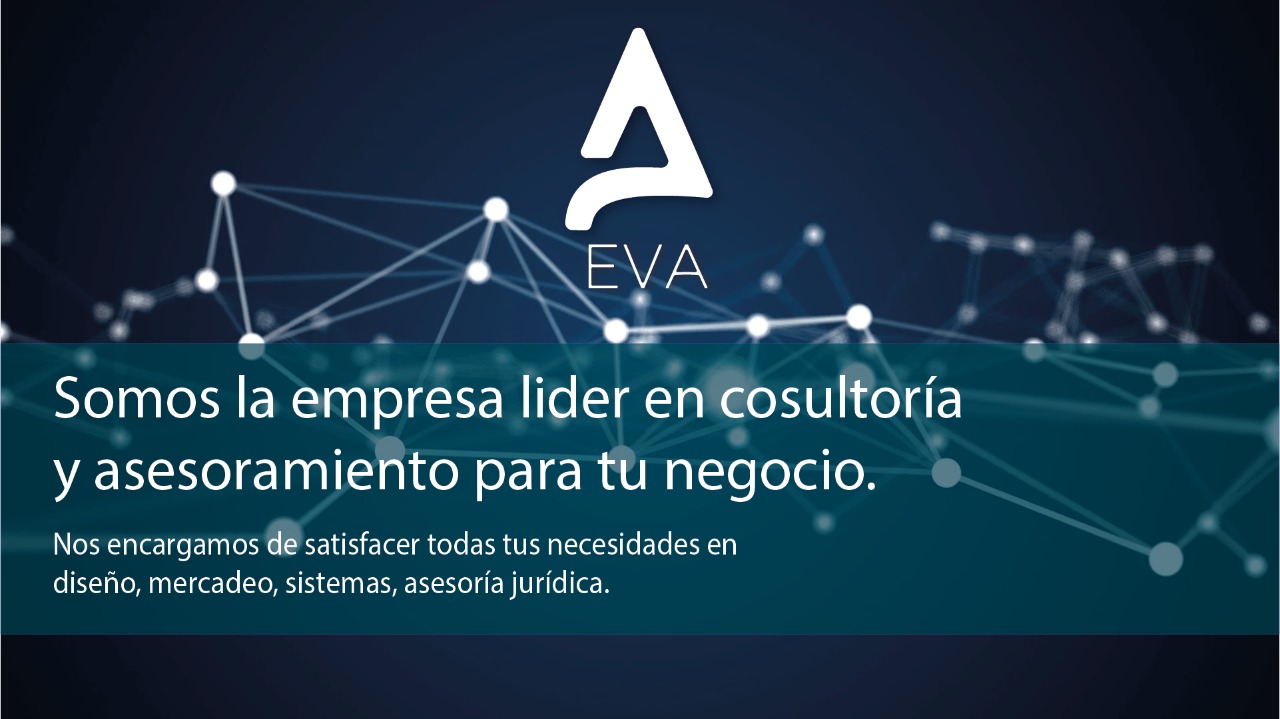 EVA
Somos la empresa lider en cosultoría
y asesoramiento para tu negocio.
Nos encargamos de satisfacer todas tus necesidades en
diseño, mercadeo, sistemas, asesoría jurídica.